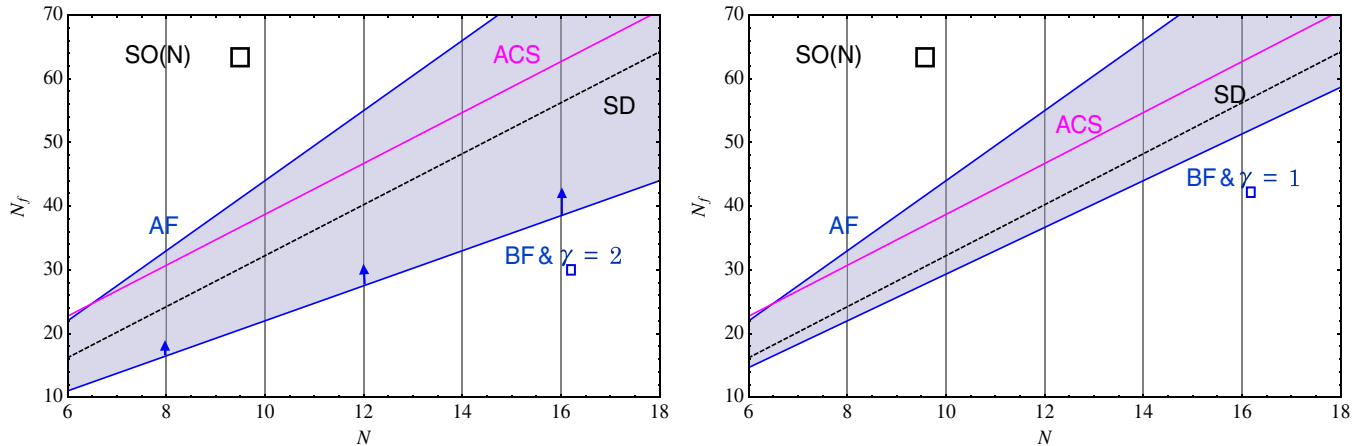 70
60
50
40
30
20
10
N_f
SO(N) □
ACS
SD
AF
BF & γ□ = 2
6 8 10 12 14 16 18
N
70
60
50
40
30
20
10
N_f
SO(N) □
SD
ACS
BF & γ□ = 1
AF
6 8 10 12 14 16 18
N